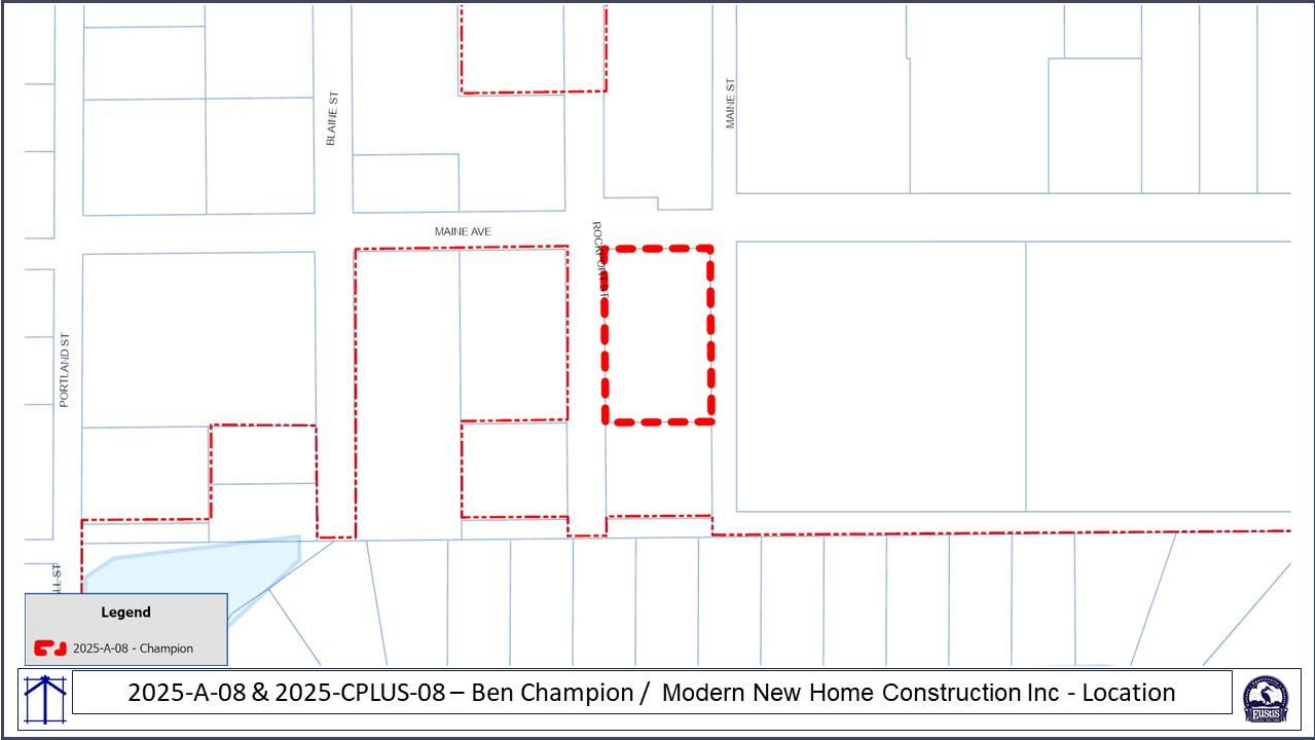 BLAINE ST
MAINE ST
MAINE AVE
PORTLAND ST
Legend
2025-A-08 - Champion
2025-A-08 & 2025-CPLUS-08 – Ben Champion / Modern New Home Construction Inc - Location
EUSTIS